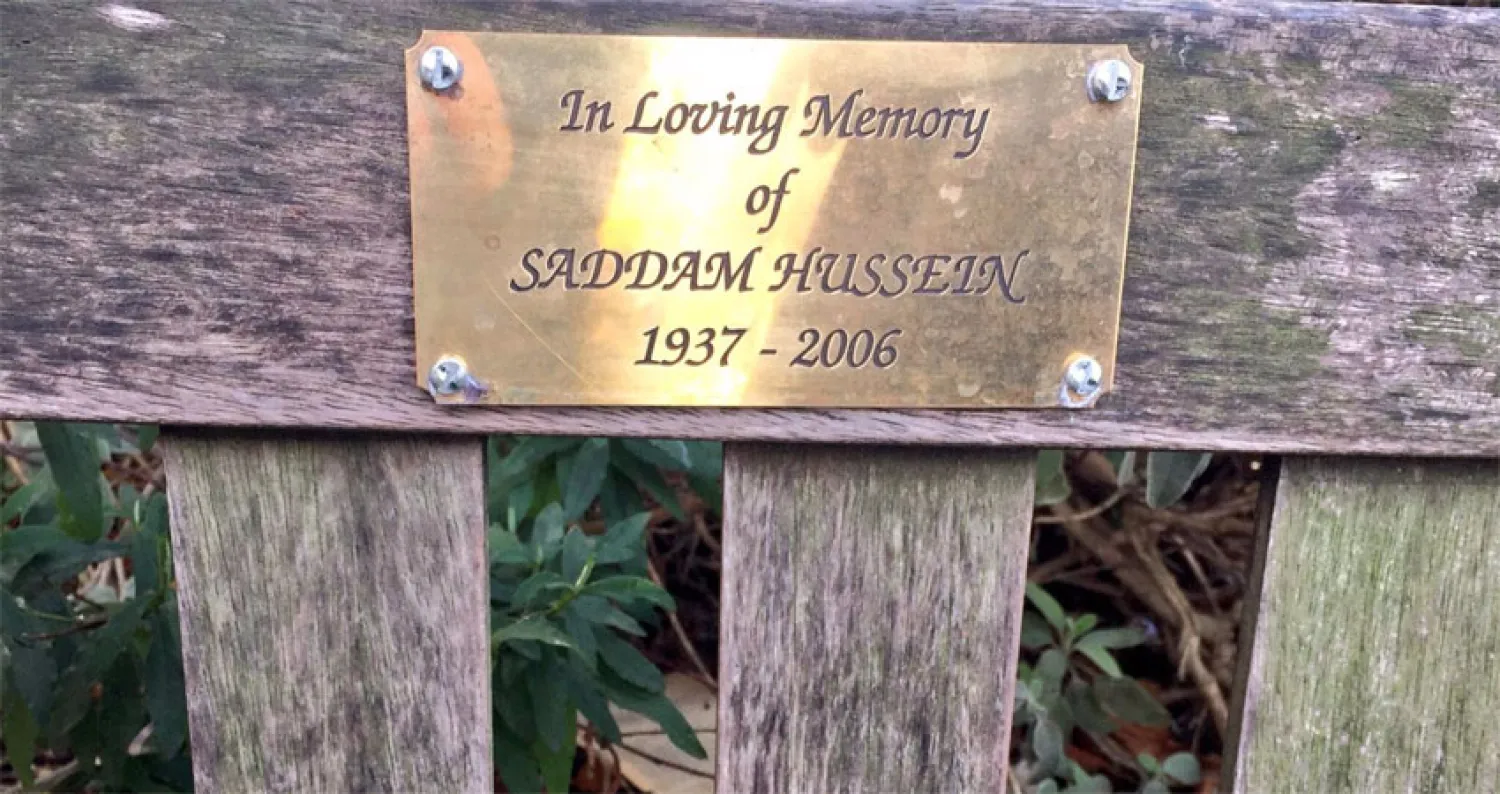 In Loving Memory
of
SADDAM HUSSEIN
1937 - 2006